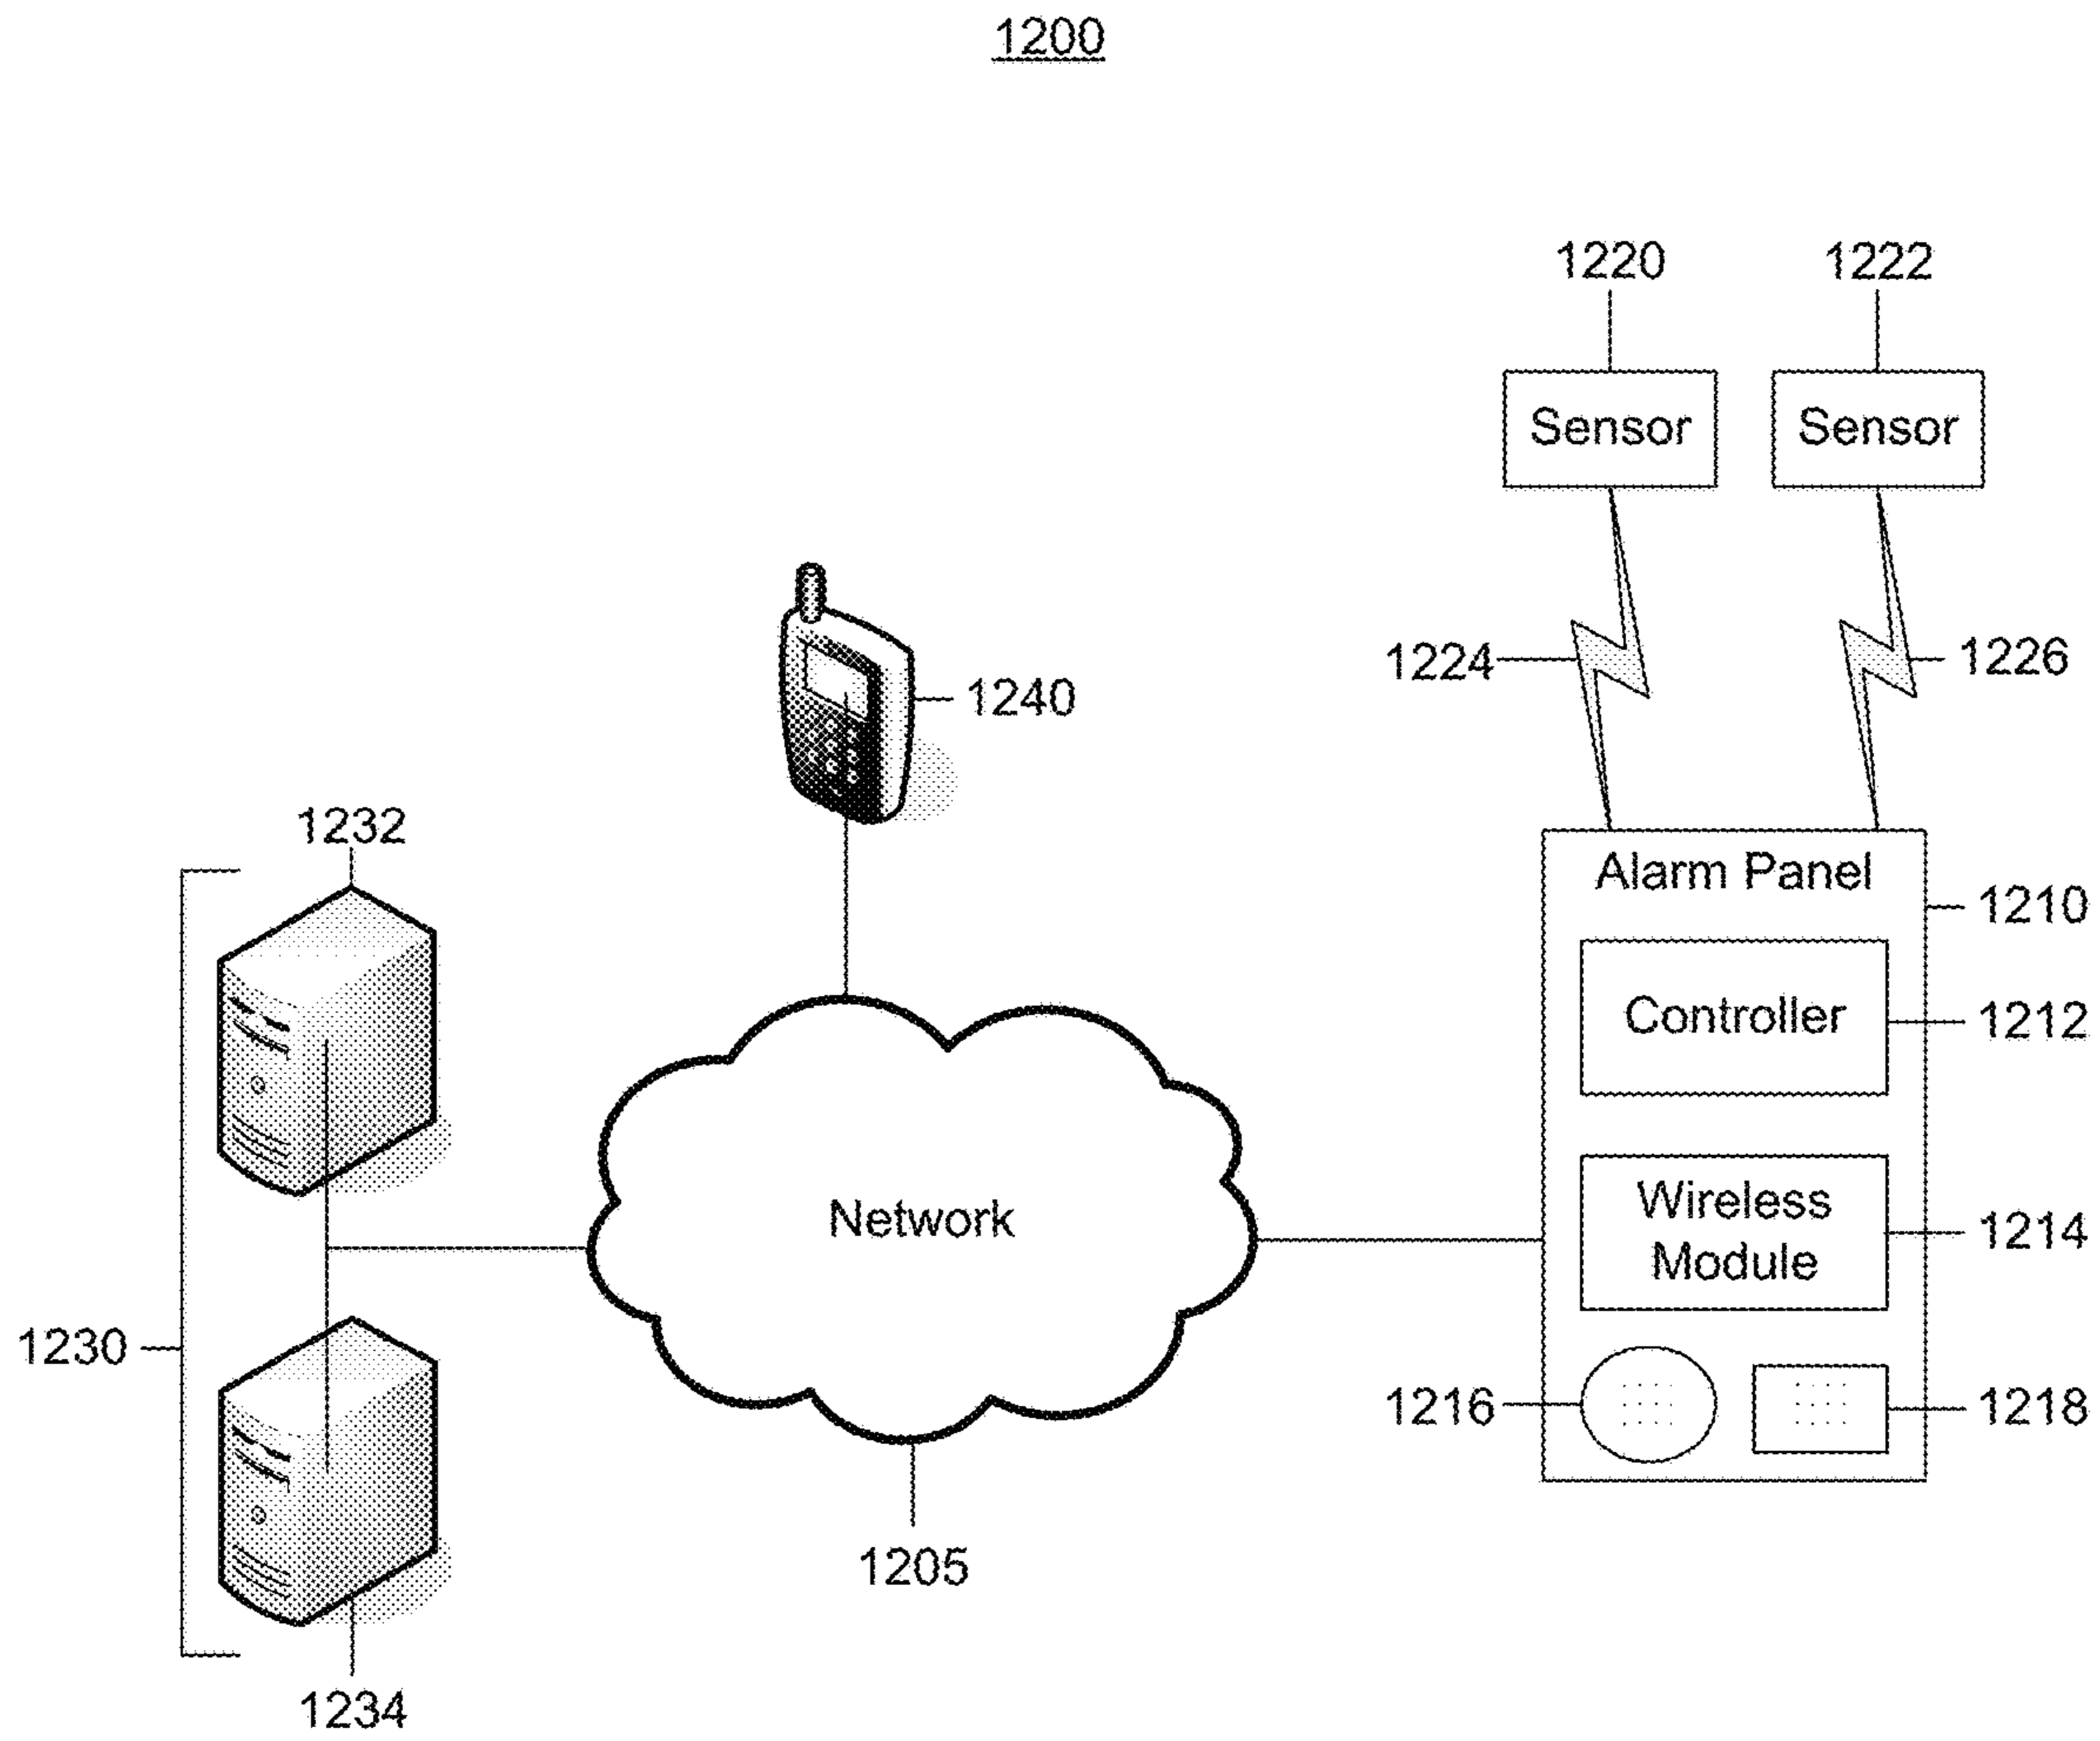 1200
1220 1222
Sensor Sensor
1224 1226
1240
1232
Alarm Panel
1210
Controller
1212
Wireless
Module
1214
Network
1230
1216 1218
1205
1234